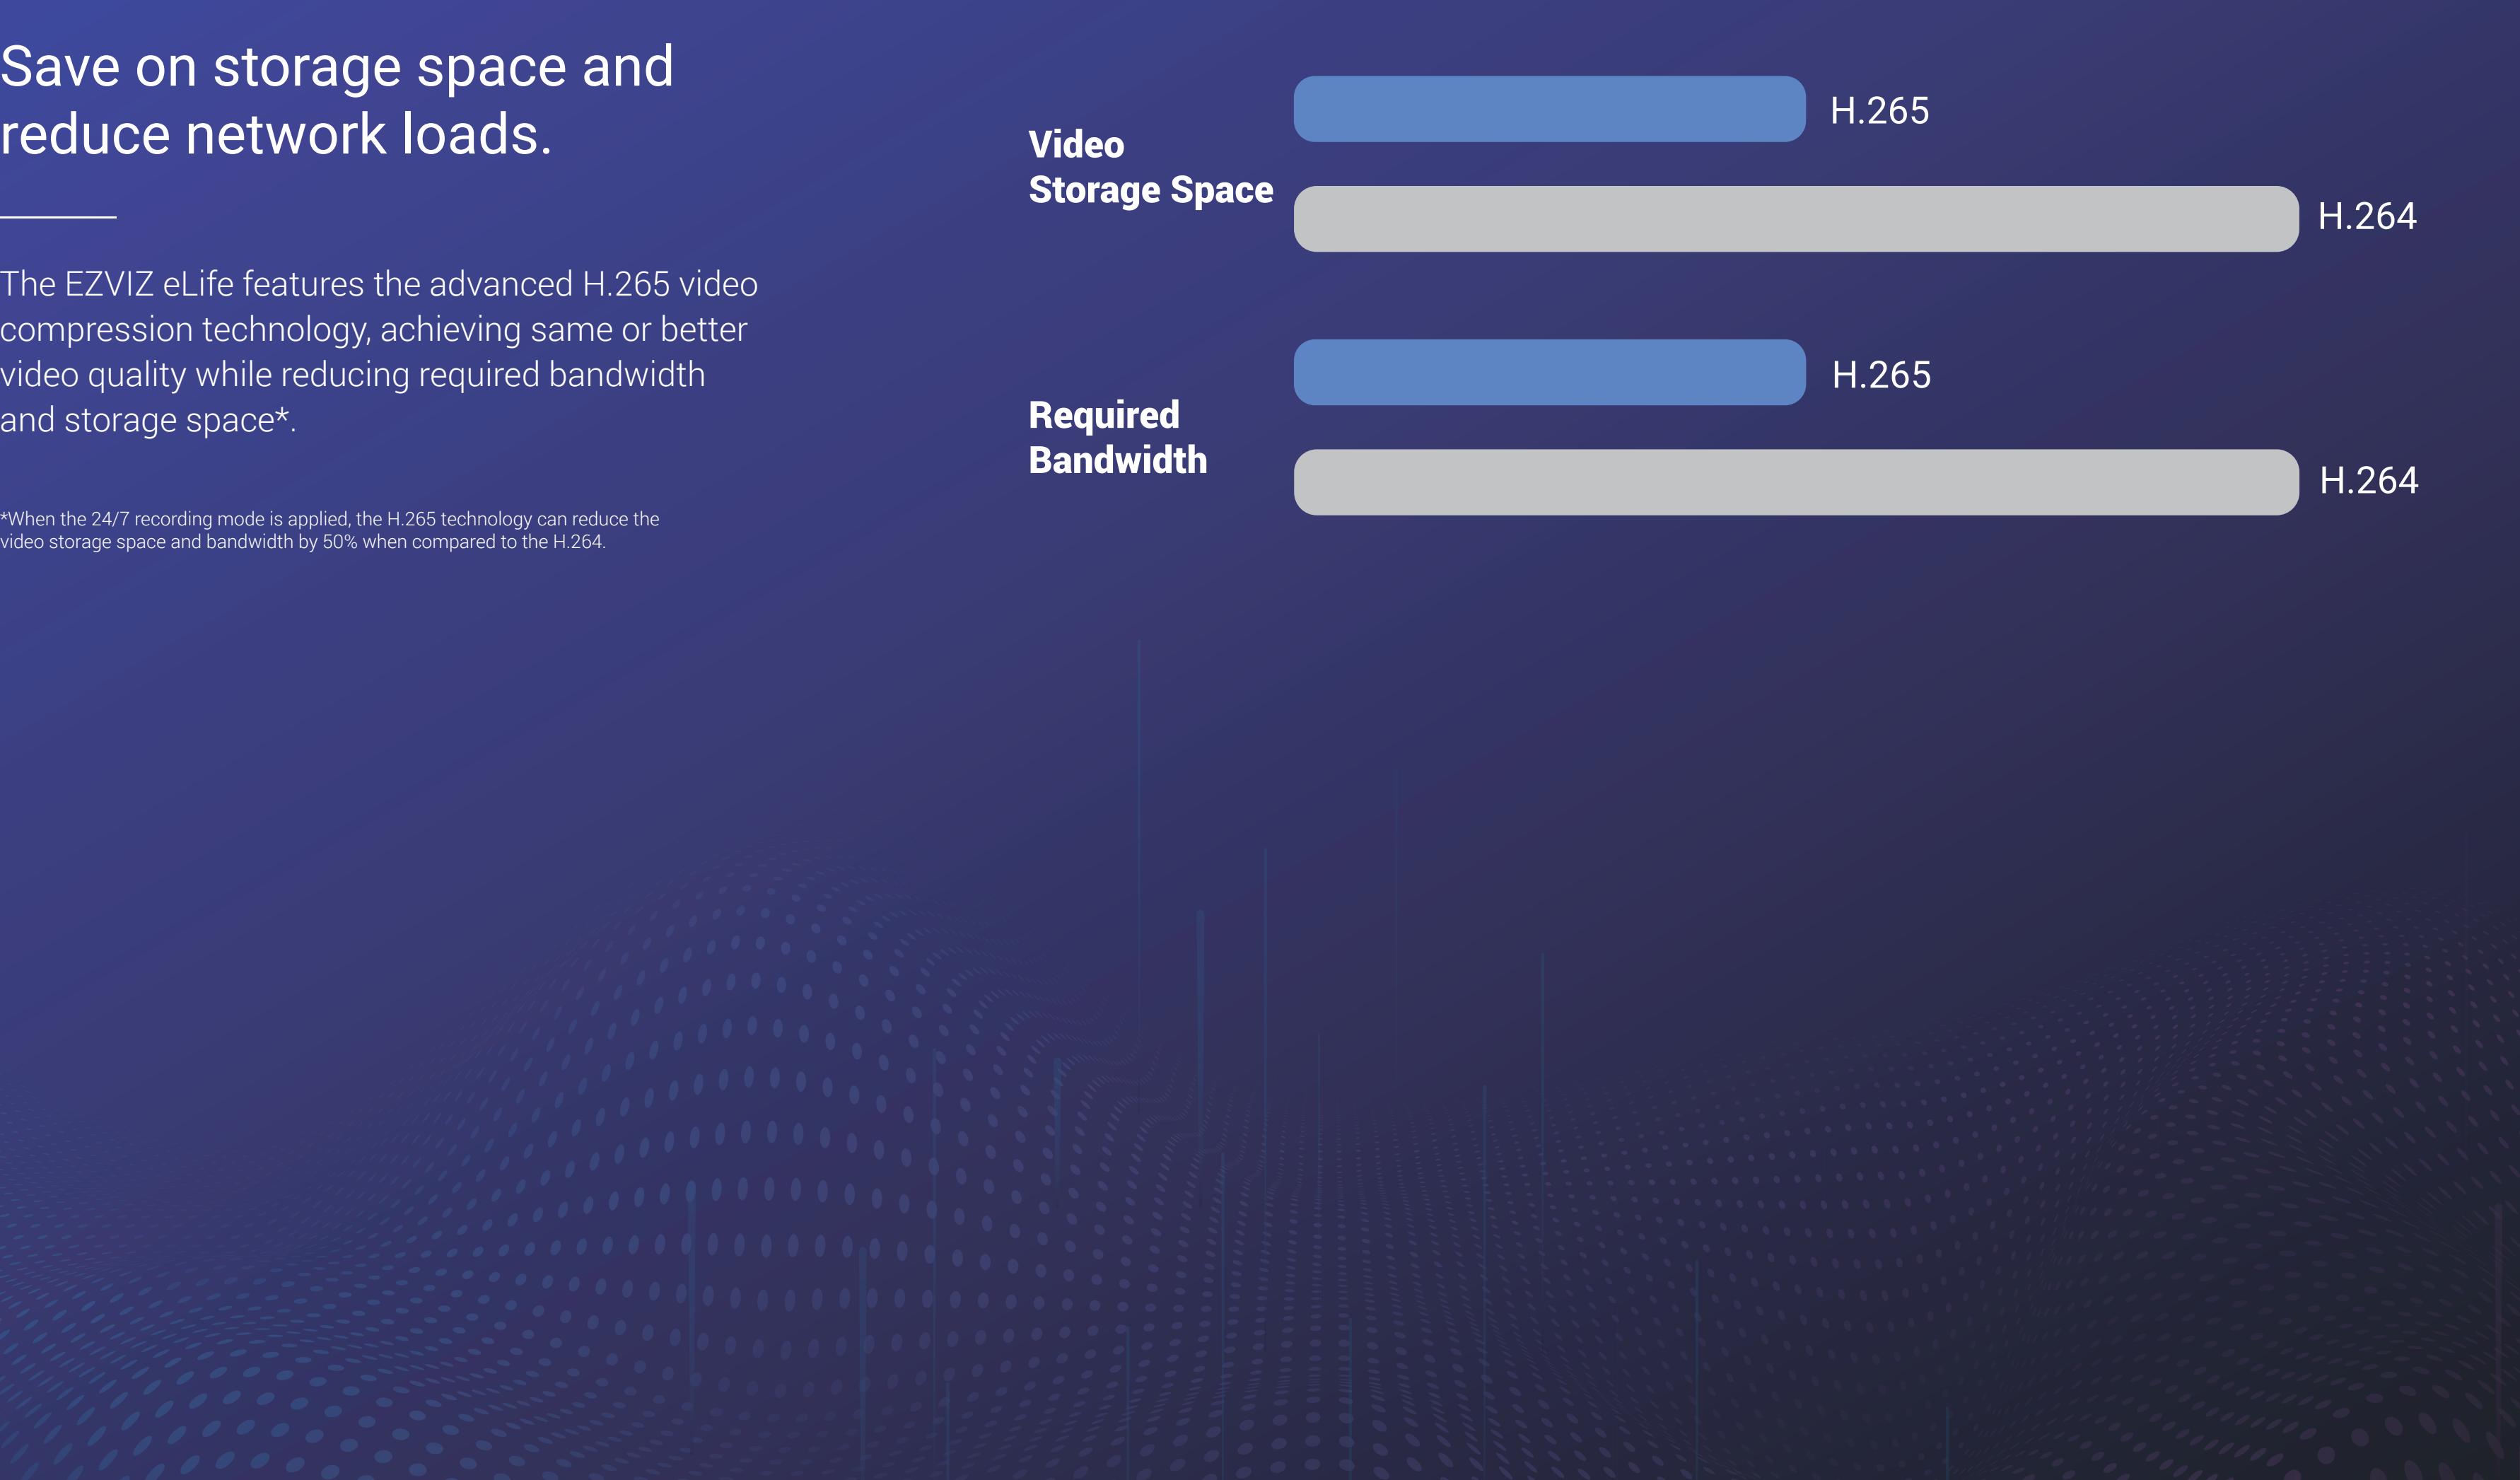 Save on storage space and
reduce network loads.
The EZVIZ eLife features the advanced H.265 video
compression technology, achieving same or better
video quality while reducing required bandwidth
and storage space*.
*When the 24/7 recording mode is applied, the H.265 technology can reduce the
video storage space and bandwidth by 50% when compared to the H.264.
Video
Storage Space
H.265
H.264
Required
Bandwidth
H.265
H.264